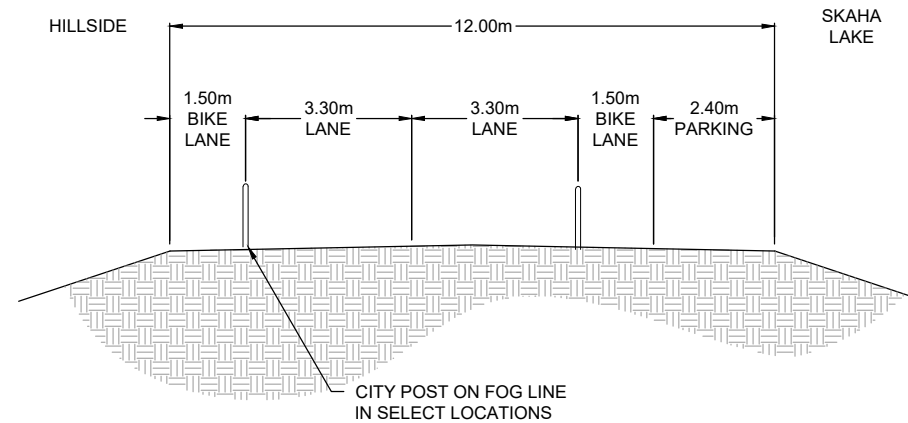 HILLSIDE
12.00m
SKAHA
LAKE
1.50m
BIKE
LANE
3.30m
LANE
3.30m
LANE
1.50m
BIKE
LANE
2.40m
PARKING
CITY POST ON FOG LINE
IN SELECT LOCATIONS